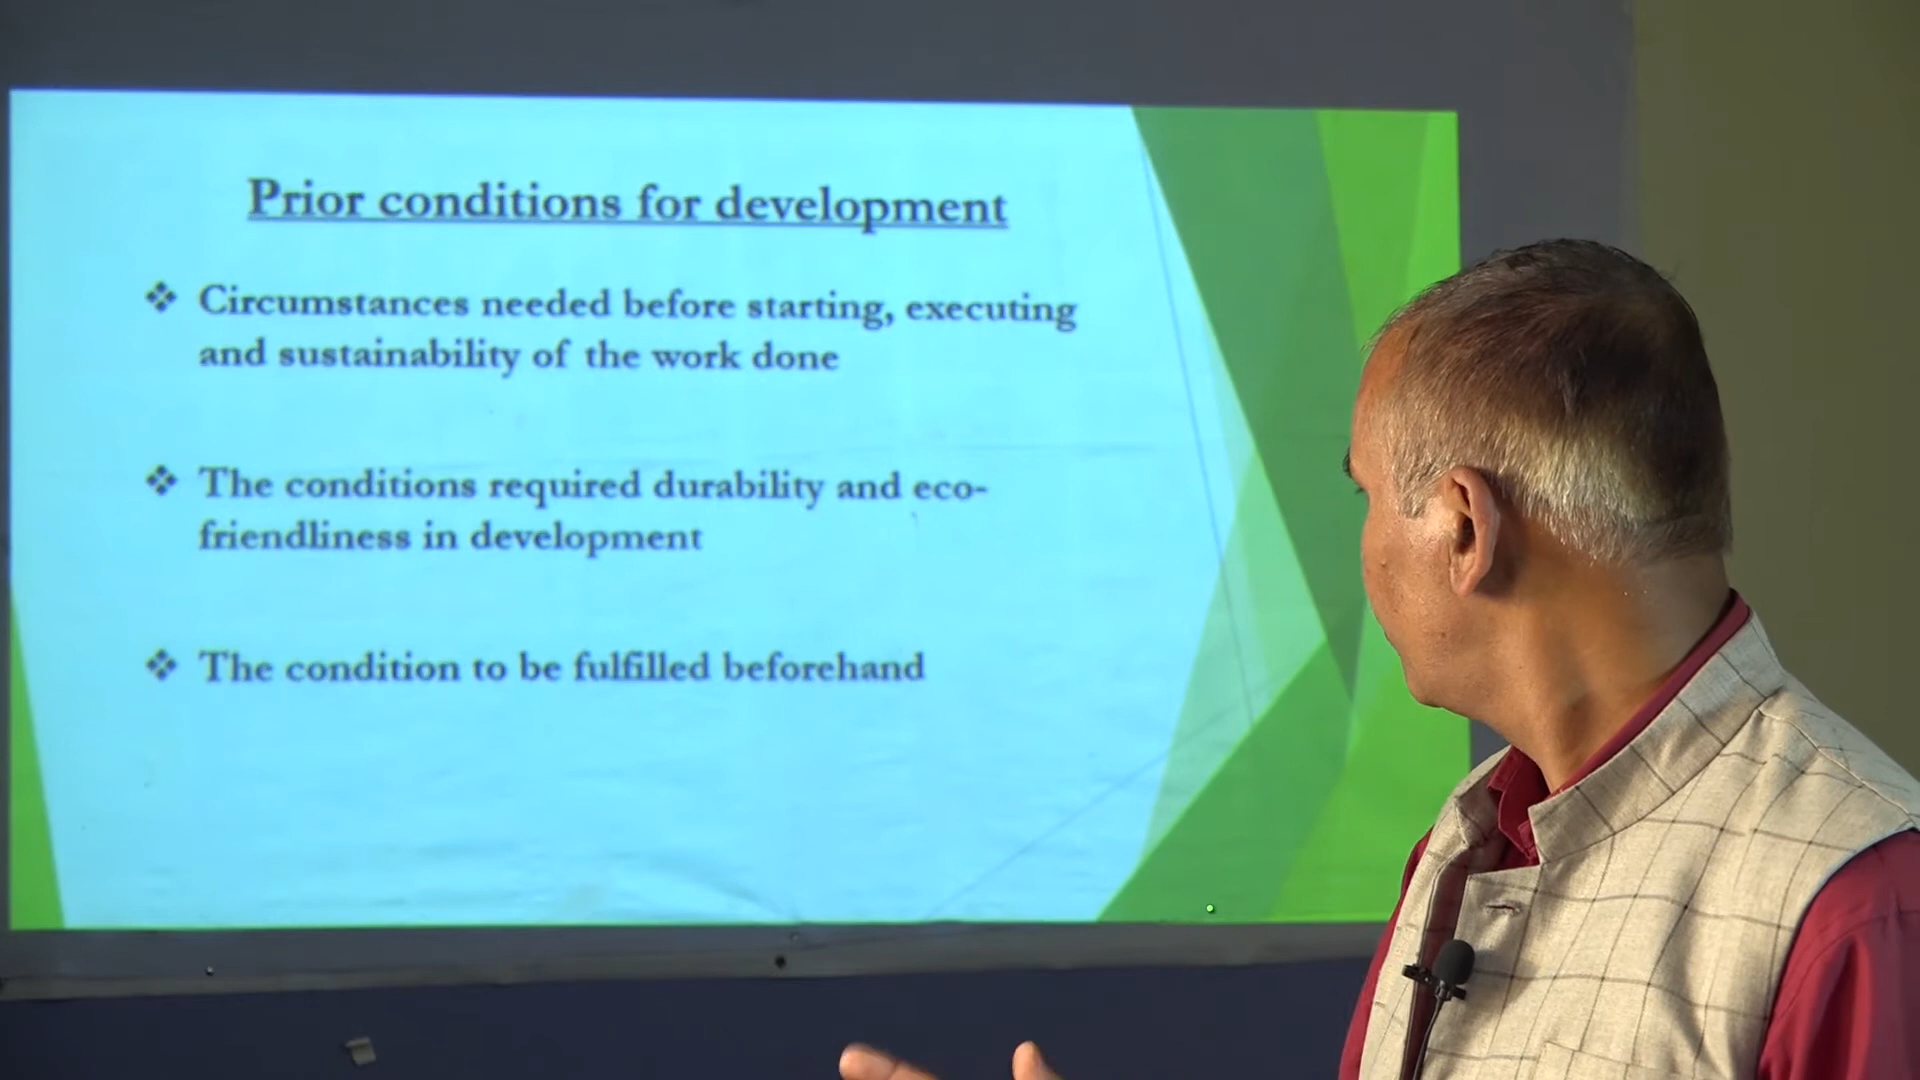 Prior conditions for development
❖ Circumstances needed before starting, executing
and sustainability of the work done
❖ The conditions required durability and eco-
friendliness in development
❖ The condition to be fulfilled beforehand